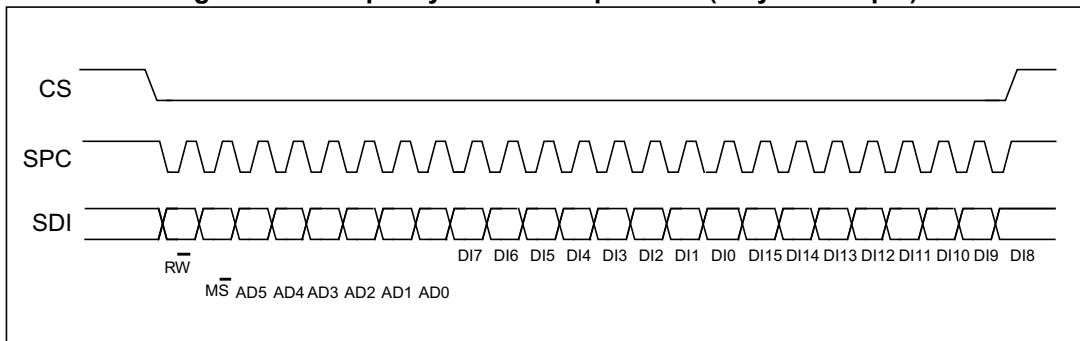 CS
SPC
SDI
DI7 DI6 DI5 DI4 DI3 DI2 DI1 DI0 DI15 DI14 DI13 DI12 DI11 DI10 DI9 DI8
RW̅
MS̅ AD5 AD4 AD3 AD2 AD1 AD0